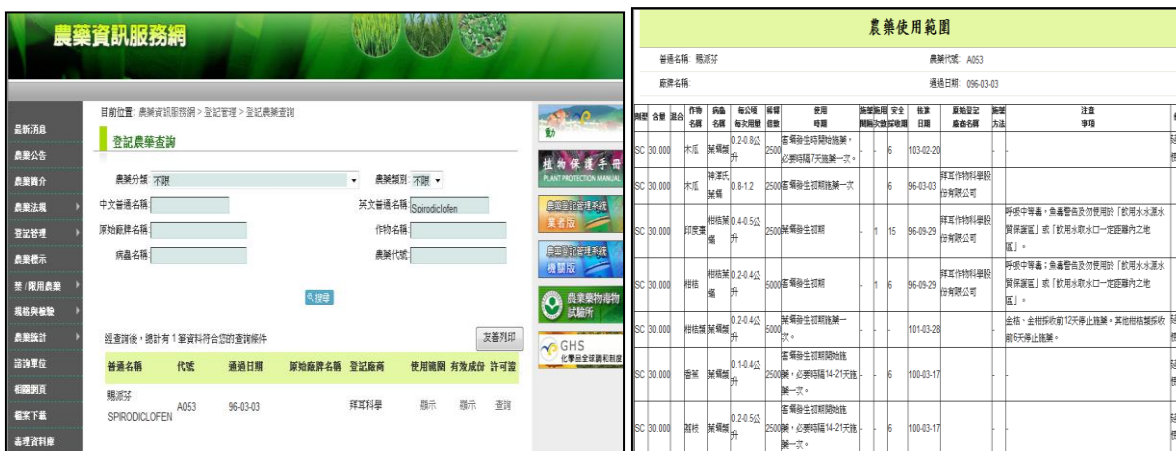 農藥資訊服務網
目前位置: 農藥資訊服務網 > 登記管理 > 登記農藥查詢
最新消息
農藥公告
農藥簡介
農藥法規
登記管理
農藥標示
禁/限用農藥
規格與檢驗
農藥統計
諮詢單位
相關網頁
檔案下載
毒理資料庫
登記農藥查詢
農藥分類 不限
農藥類別: 不限
中文普通名稱:
英文普通名稱: Spirodiclofen
原始廠牌名稱:
作物名稱:
病蟲名稱:
農藥代號:
搜尋
經查詢後,總計有 1 筆資料符合您的查詢條件
友善列印
普通名稱 代號 通過日期 原始廠牌名稱 登記廠商 使用範圍 有效成份 許可證
賜派芬
SPIRODICLOFEN A053 96-03-03 拜耳科學 顯示 顯示 查詢
植物保護手冊
PLANT PROTECTION MANUAL
農藥登記管理系統
業者版
農藥登記管理系統
機關版
農業藥物毒物
試驗所
GHS
化學品全球調和制度
農藥使用範圍
普通名稱: 賜派芬 農藥代號: A053
廠牌名稱: 通過日期: 096-03-03
劑型 含量 混合 作物名稱 病蟲名稱 每公頃每次用量 稀釋倍數 使用時期 施藥間隔 施用次數 安全採收期 核准日期 原始登記廠商名稱 施藥方法 注意事項
SC 30.000 木瓜 葉蟎類 0.2-0.8公升 2500 害蟎發生時開始施藥,必要時隔7天施藥一次。 - - 6 103-02-20 - - -
SC 30.000 木瓜 神澤氏葉蟎 0.8-1.2 2500 害蟎發生初期施藥一次 6 96-03-03 拜耳作物科學股份有限公司
SC 30.000 印度棗 柑桔葉蟎 0.4-0.5公升 2500 葉蟎發生初期 - 1 15 96-09-29 拜耳作物科學股份有限公司 呼吸中等毒,魚毒警告及勿使用於「飲用水水源水質保護區」或「飲用水取水口一定距離內之地區」。
SC 30.000 柑桔 柑桔葉蟎 0.2-0.4公升 5000 害蟎發生初期 - 1 6 96-09-29 拜耳作物科學股份有限公司 呼吸中等毒;魚毒警告及勿使用於「飲用水水源水質保護區」或「飲用水取水口一定距離內之地區」。
SC 30.000 柑桔類 葉蟎類 0.2-0.4公升 5000 葉蟎發生初期施藥一次。 - - 101-03-28 - - 金桔、金柑採收前12天停止施藥。其他柑桔類採收前6天停止施藥。
SC 30.000 香蕉 葉蟎類 0.1-0.4公升 2500 害蟎發生初期開始施藥,必要時隔14-21天施藥一次。 - - 6 100-03-17 - - -
SC 30.000 荔枝 葉蟎類 0.2-0.5公升 2500 害蟎發生初期開始施藥,必要時隔14-21天施藥一次。 - - 6 100-03-17 - - -